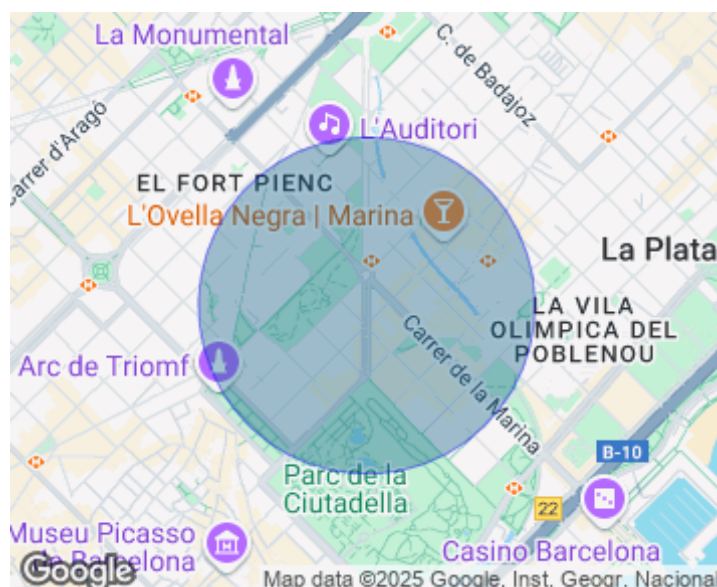 La Monumental
C. de Badajoz
Carrer d'Aragó
L'Auditori
EL FORT PIENC
L'Ovella Negra | Marina
La Plata
LA VILA
OLIMPICA DEL
POBLENOU
Carrer de la Marina
Arc de Triomf
B-10
Parc de la
Ciutadella
22
Museu Picasso
de Barcelona
Casino Barcelona
Google
Map data ©2025 Google, Inst. Geogr. Nacional